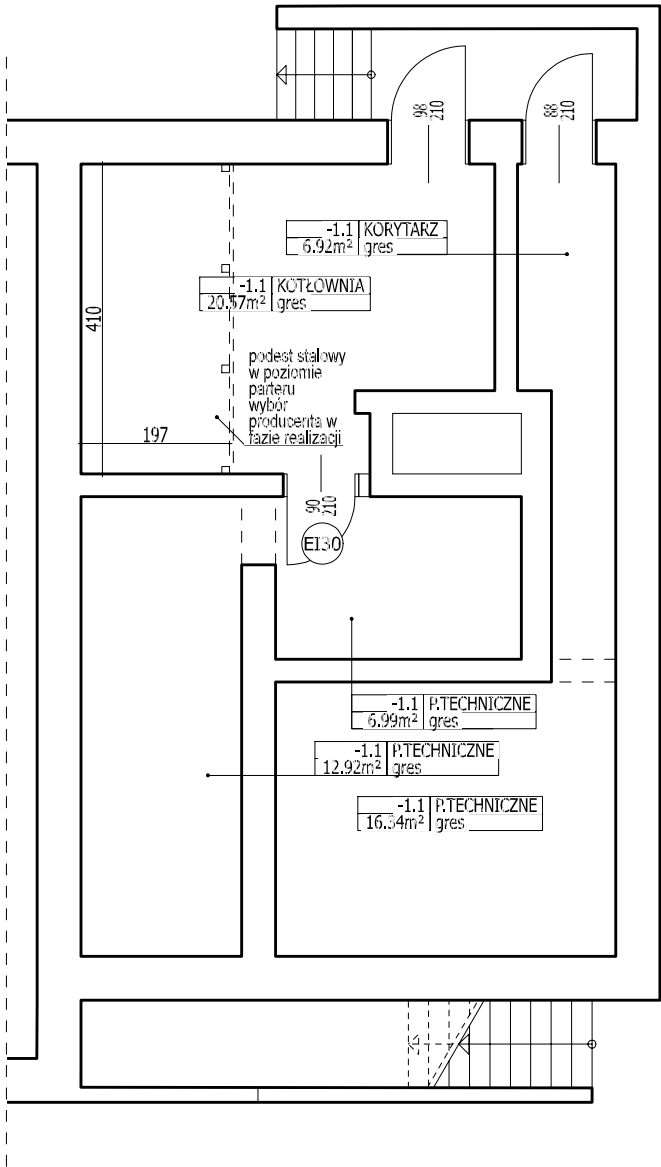 98
210
88
210
-1.1 KORYTARZ
6.92m² gres
-1.1 KOTŁOWNIA
20.57m² gres
410
podest stalowy
w poziomie
parteru
wybór
producenta w
fazie realizacji
197
90
210
EI30
-1.1 P.TECHNICZNE
6.99m² gres
-1.1 P.TECHNICZNE
12.92m² gres
-1.1 P.TECHNICZNE
16.34m² gres